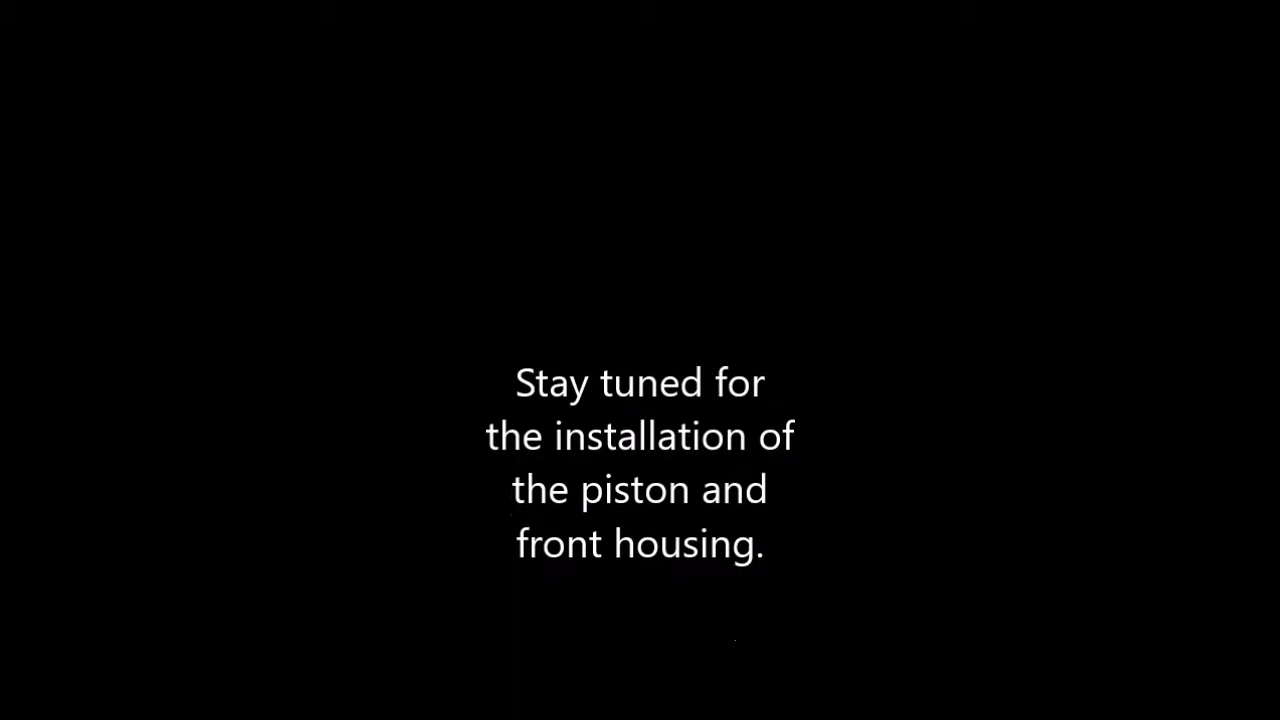 Stay tuned for
the installation of
the piston and
front housing.